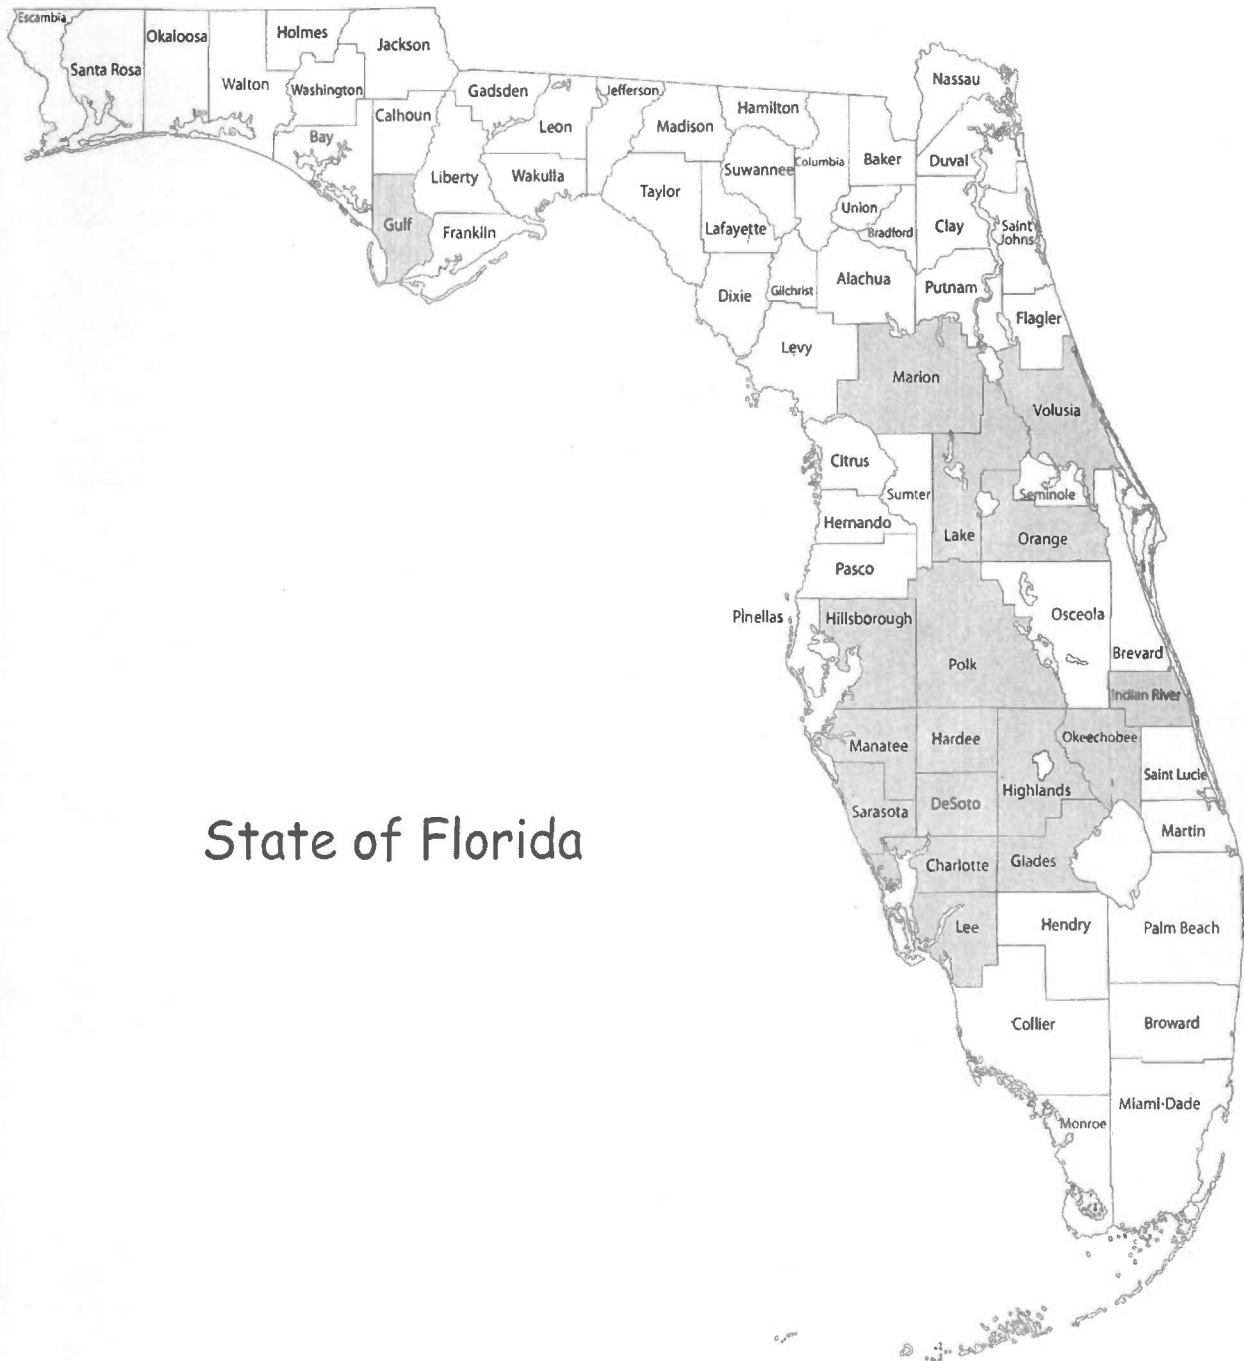 Escambia
Santa Rosa
Okaloosa
Walton
Holmes
Washington
Bay
Jackson
Calhoun
Gulf
Gadsden
Liberty
Franklin
Leon
Wakulla
Jefferson
Madison
Taylor
Hamilton
Suwannee
Lafayette
Dixie
Columbia
Gilchrist
Levy
Baker
Union
Bradford
Alachua
Nassau
Duval
Clay
Putnam
Saint
Johns
Flagler
Marion
Volusia
Citrus
Sumter
Hernando
Pasco
Lake
Seminole
Orange
Pinellas
Hillsborough
Polk
Osceola
Brevard
Indian River
Manatee
Hardee
Okeechobee
Sarasota
DeSoto
Highlands
Saint Lucie
State of Florida
Charlotte
Glades
Martin
Lee
Hendry
Palm Beach
Collier
Broward
Monroe
Miami-Dade